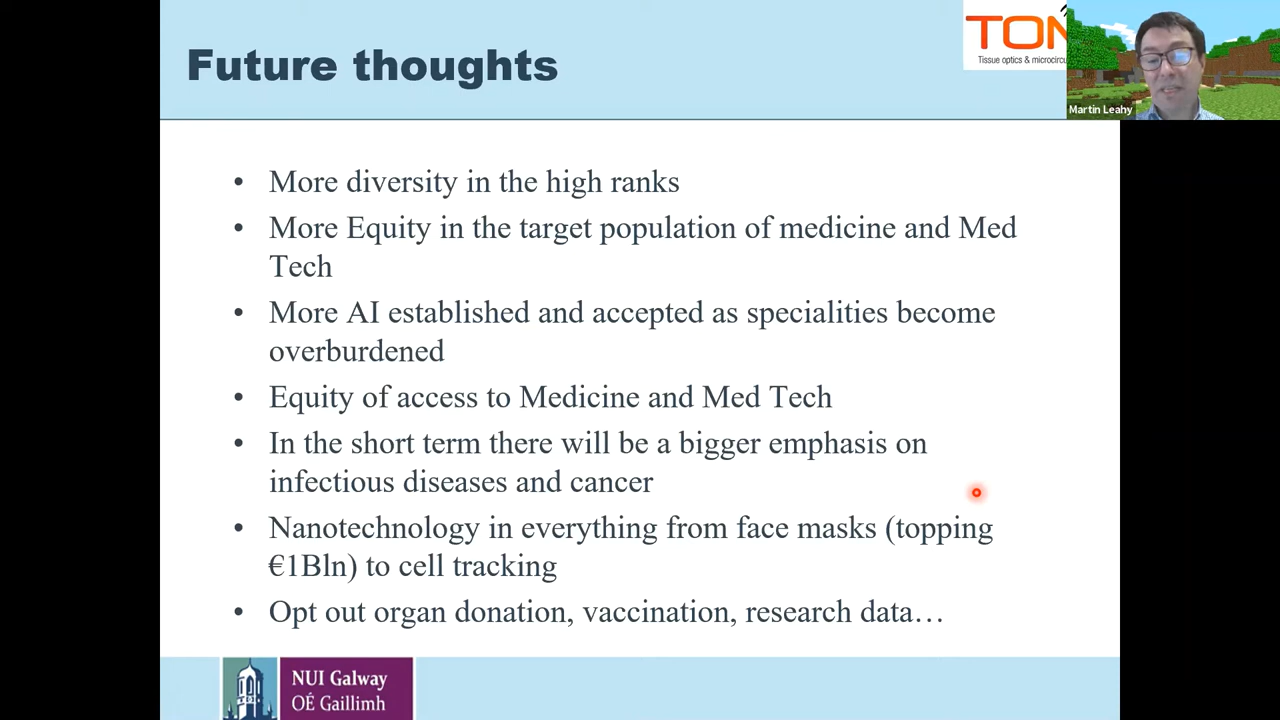 Future thoughts
TON
Tissue optics & microcircu
Martin Leahy
• More diversity in the high ranks
• More Equity in the target population of medicine and Med
Tech
• More AI established and accepted as specialities become
overburdened
• Equity of access to Medicine and Med Tech
• In the short term there will be a bigger emphasis on
infectious diseases and cancer
• Nanotechnology in everything from face masks (topping
€1Bln) to cell tracking
• Opt out organ donation, vaccination, research data…
NUI Galway
OÉ Gaillimh